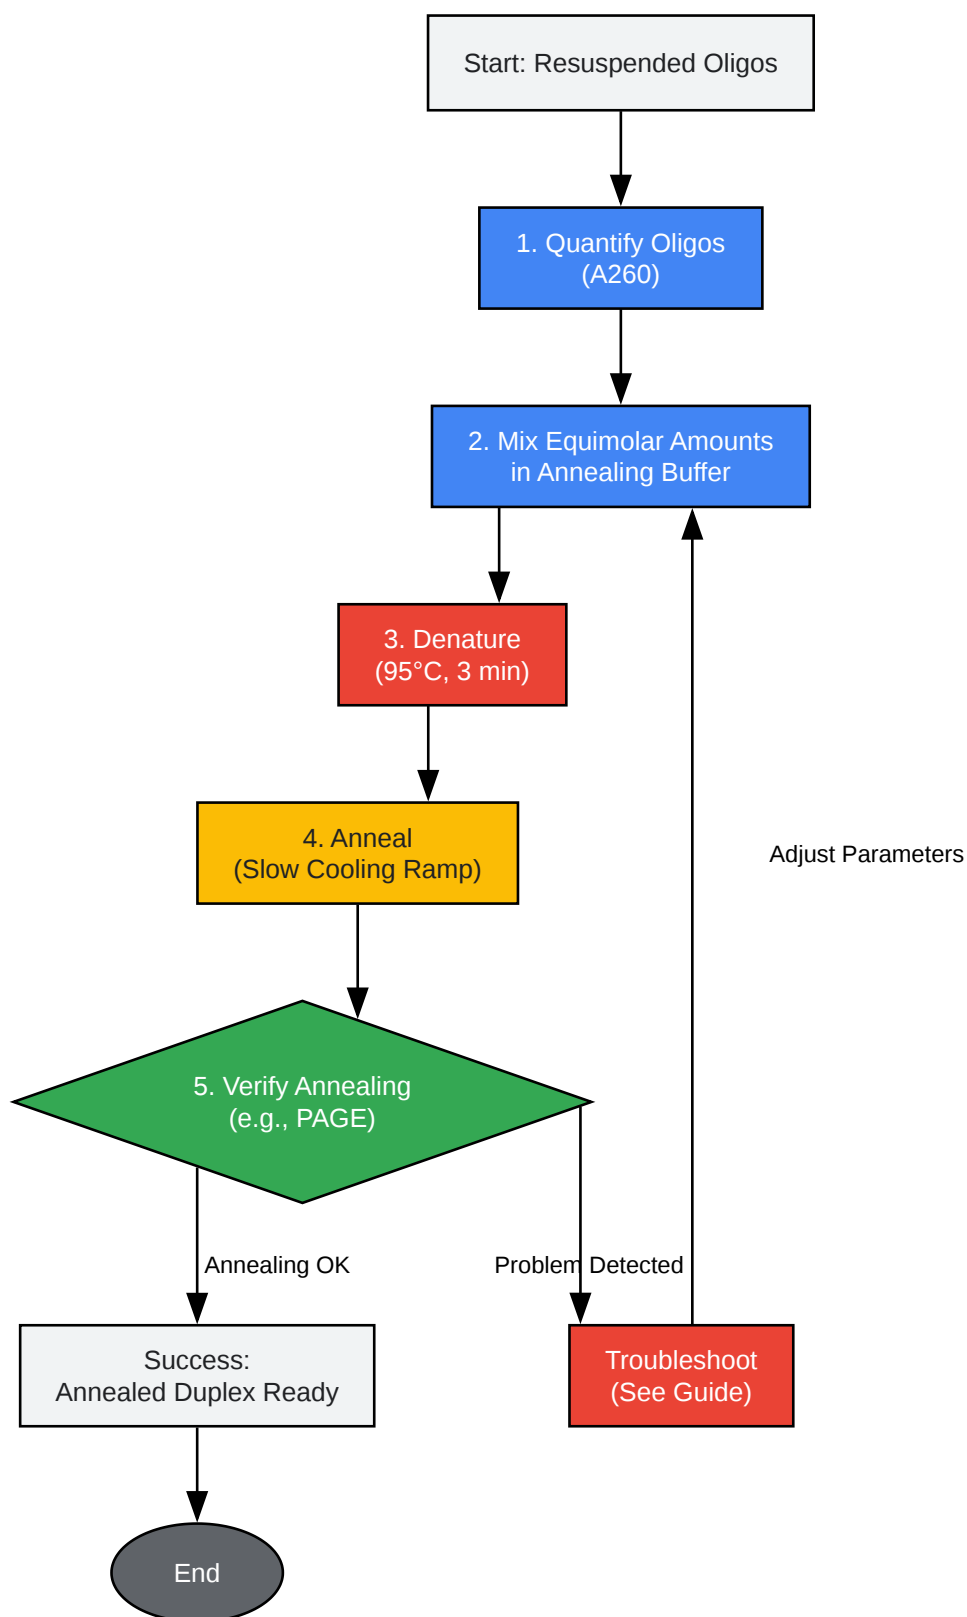 Start: Resuspended Oligos
1. Quantify Oligos
(A260)
2. Mix Equimolar Amounts
in Annealing Buffer
3. Denature
(95°C, 3 min)
4. Anneal
(Slow Cooling Ramp)
Adjust Parameters
5. Verify Annealing
(e.g., PAGE)
Annealing OK
Problem Detected
Success:
Annealed Duplex Ready
Troubleshoot
(See Guide)
End